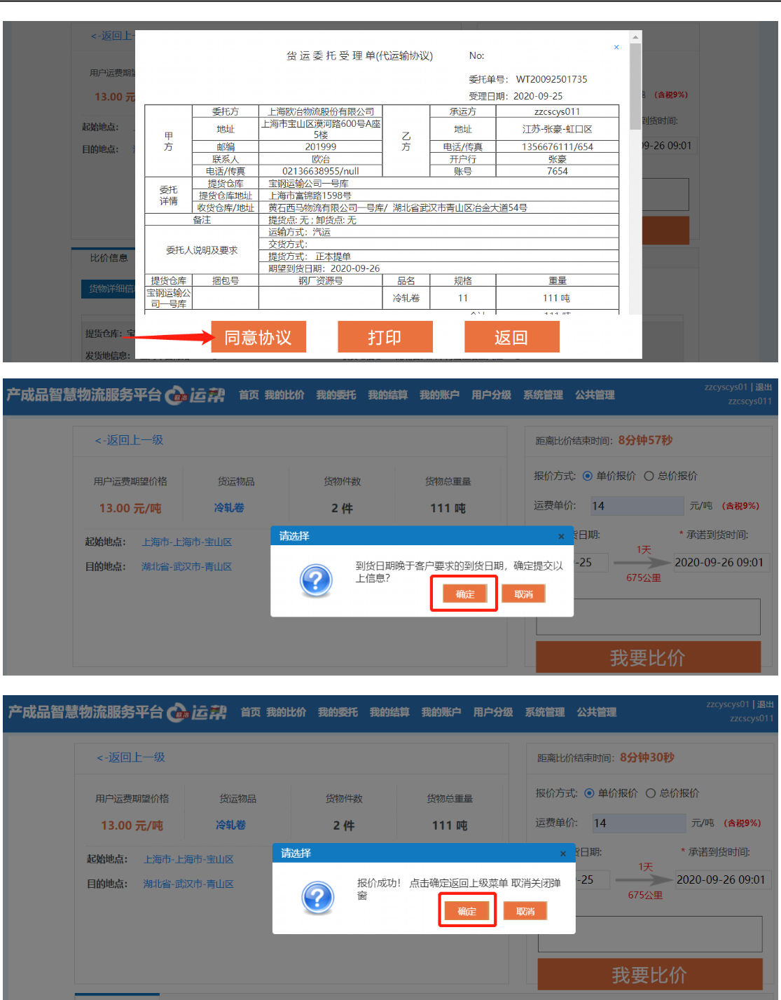 <-返回上一
用户运费期望
13.00 元
起始地点:
目的地点:
比价信息
货物详细信
提货仓库: 宝
发货地信息:
(含税9%)
到货时间:
09-26 09:01
×
货 运 委 托 受 理 单(代运输协议)
No:
委托单号: WT20092501735
受理日期: 2020-09-25
甲方
委托方 上海欧冶物流股份有限公司
地址 上海市宝山区漠河路600号A座5楼
邮编 201999
联系人 欧冶
电话/传真 02136638955/null
乙方
承运方 zzcscys011
地址 江苏-张豪-虹口区
电话/传真 1356676111/654
开户行 张豪
账号 7654
委托详情
提货仓库 宝钢运输公司一号库
提货仓库地址 上海市富锦路1598号
收货仓库/地址 黄石西马物流有限公司一号库/ 湖北省武汉市青山区冶金大道54号
备注 提货点: 无 ; 卸货点: 无
委托人说明及要求
运输方式: 汽运
交货方式:
提货方式: 正本提单
期望到货日期: 2020-09-26
提货仓库 捆包号 钢厂资源号 品名 规格 重量
宝钢运输公司一号库 冷轧卷 11 111 吨
同意协议 打印 返回
产成品智慧物流服务平台 欧冶 运帮 首页 我的比价 我的委托 我的结算 我的账户 用户分级 系统管理 公共管理
zzcyscys01 | 退出
zzcscys011
<-返回上一级
用户运费期望价格 货运物品 货物件数 货物总重量
13.00 元/吨 冷轧卷 2 件 111 吨
起始地点: 上海市-上海市-宝山区
目的地点: 湖北省-武汉市-青山区
距离比价结束时间: 8分钟57秒
报价方式: 单价报价 总价报价
运费单价: 14 元/吨 (含税9%)
日期: * 承诺到货时间:
-25 1天 2020-09-26 09:01
675公里
我要比价
请选择 ×
到货日期晚于客户要求的到货日期，确定提交以
上信息?
确定 取消
产成品智慧物流服务平台 欧冶 运帮 首页 我的比价 我的委托 我的结算 我的账户 用户分级 系统管理 公共管理
zzcyscys01 | 退出
zzcscys011
<-返回上一级
用户运费期望价格 货运物品 货物件数 货物总重量
13.00 元/吨 冷轧卷 2 件 111 吨
起始地点: 上海市-上海市-宝山区
目的地点: 湖北省-武汉市-青山区
距离比价结束时间: 8分钟30秒
报价方式: 单价报价 总价报价
运费单价: 14 元/吨 (含税9%)
日期: * 承诺到货时间:
-25 1天 2020-09-26 09:01
675公里
我要比价
请选择 ×
报价成功！ 点击确定返回上级菜单 取消关闭弹
窗
确定 取消